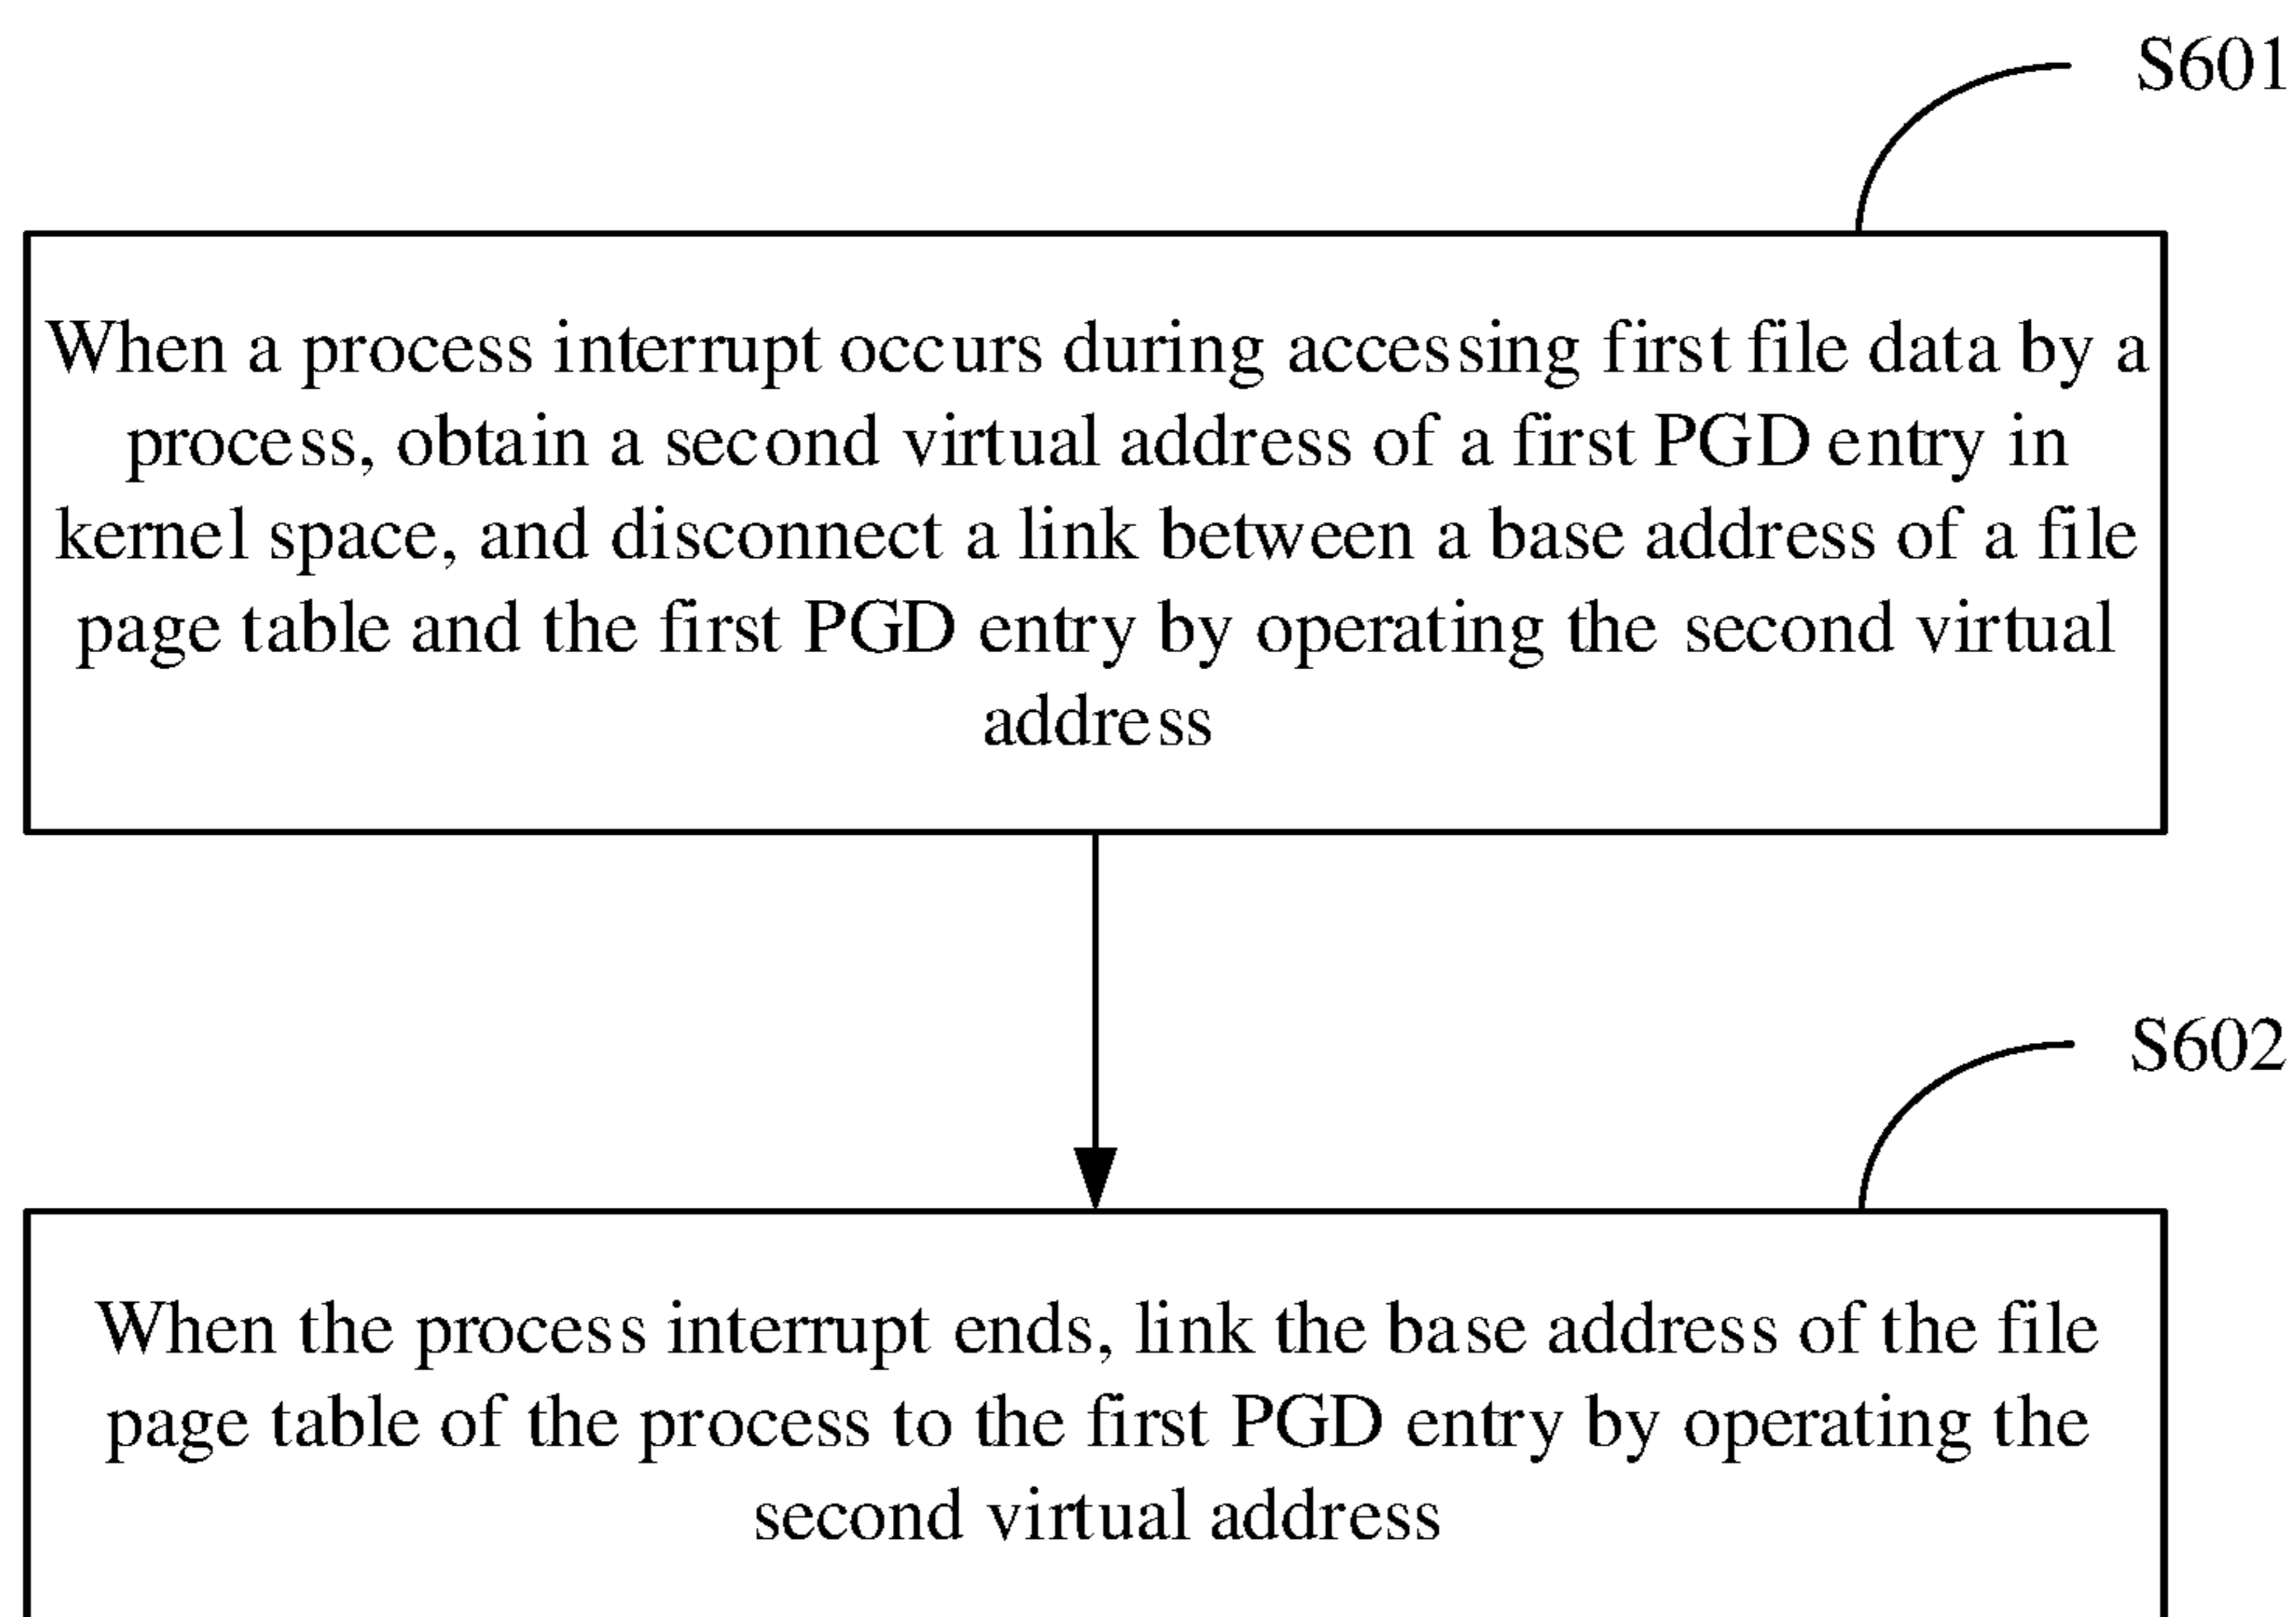 S601
When a process interrupt occurs during accessing first file data by a
process, obtain a second virtual address of a first PGD entry in
kernel space, and disconnect a link between a base address of a file
page table and the first PGD entry by operating the second virtual
address
S602
When the process interrupt ends, link the base address of the file
page table of the process to the first PGD entry by operating the
second virtual address